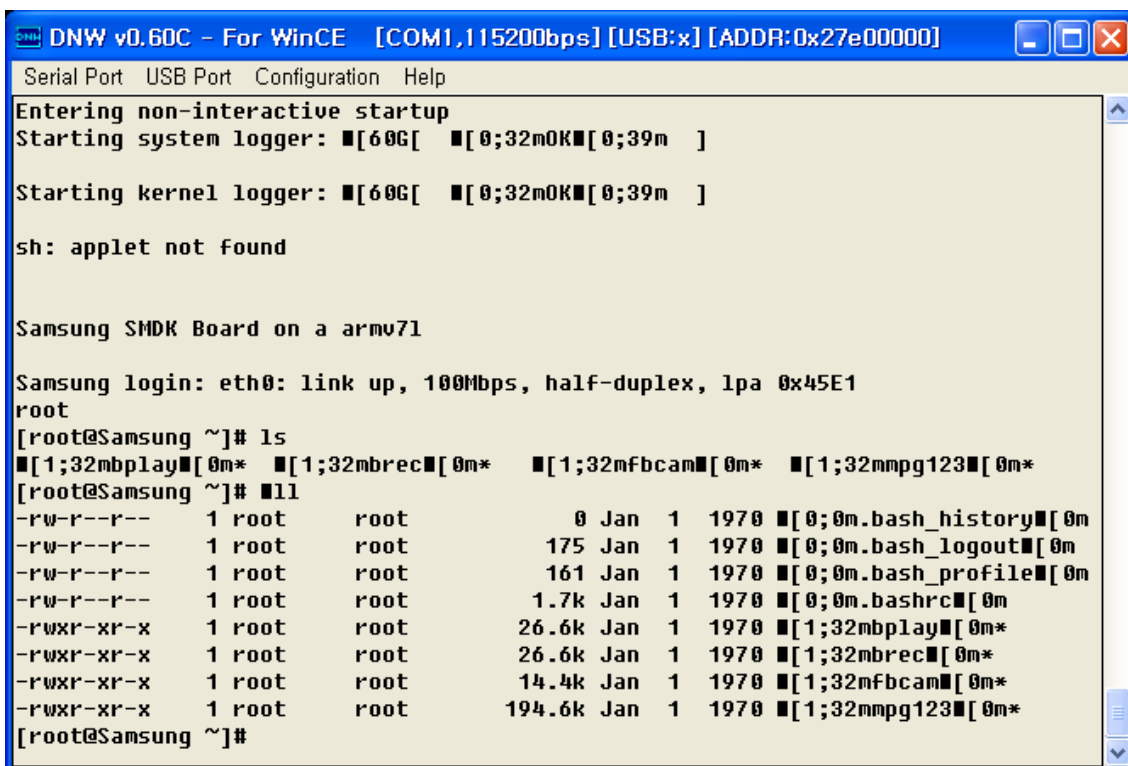 DNW v0.60C - For WinCE [COM1,115200bps][USB:x][ADDR:0x27e00000]
Serial Port USB Port Configuration Help
Entering non-interactive startup
Starting system logger: ■[60G[  ■[0;32mOK■[0;39m  ]
Starting kernel logger: ■[60G[  ■[0;32mOK■[0;39m  ]
sh: applet not found
Samsung SMDK Board on a armv7l
Samsung login: eth0: link up, 100Mbps, half-duplex, lpa 0x45E1
root
[root@Samsung ~]# ls
■[1;32mbplay■[0m*  ■[1;32mbrec■[0m*   ■[1;32mfbcam■[0m*  ■[1;32mmpg123■[0m*
[root@Samsung ~]# ■ll
-rw-r--r--    1 root     root            0 Jan  1  1970 ■[0;0m.bash_history■[0m
-rw-r--r--    1 root     root          175 Jan  1  1970 ■[0;0m.bash_logout■[0m
-rw-r--r--    1 root     root          161 Jan  1  1970 ■[0;0m.bash_profile■[0m
-rw-r--r--    1 root     root         1.7k Jan  1  1970 ■[0;0m.bashrc■[0m
-rwxr-xr-x    1 root     root        26.6k Jan  1  1970 ■[1;32mbplay■[0m*
-rwxr-xr-x    1 root     root        26.6k Jan  1  1970 ■[1;32mbrec■[0m*
-rwxr-xr-x    1 root     root        14.4k Jan  1  1970 ■[1;32mfbcam■[0m*
-rwxr-xr-x    1 root     root       194.6k Jan  1  1970 ■[1;32mmpg123■[0m*
[root@Samsung ~]#